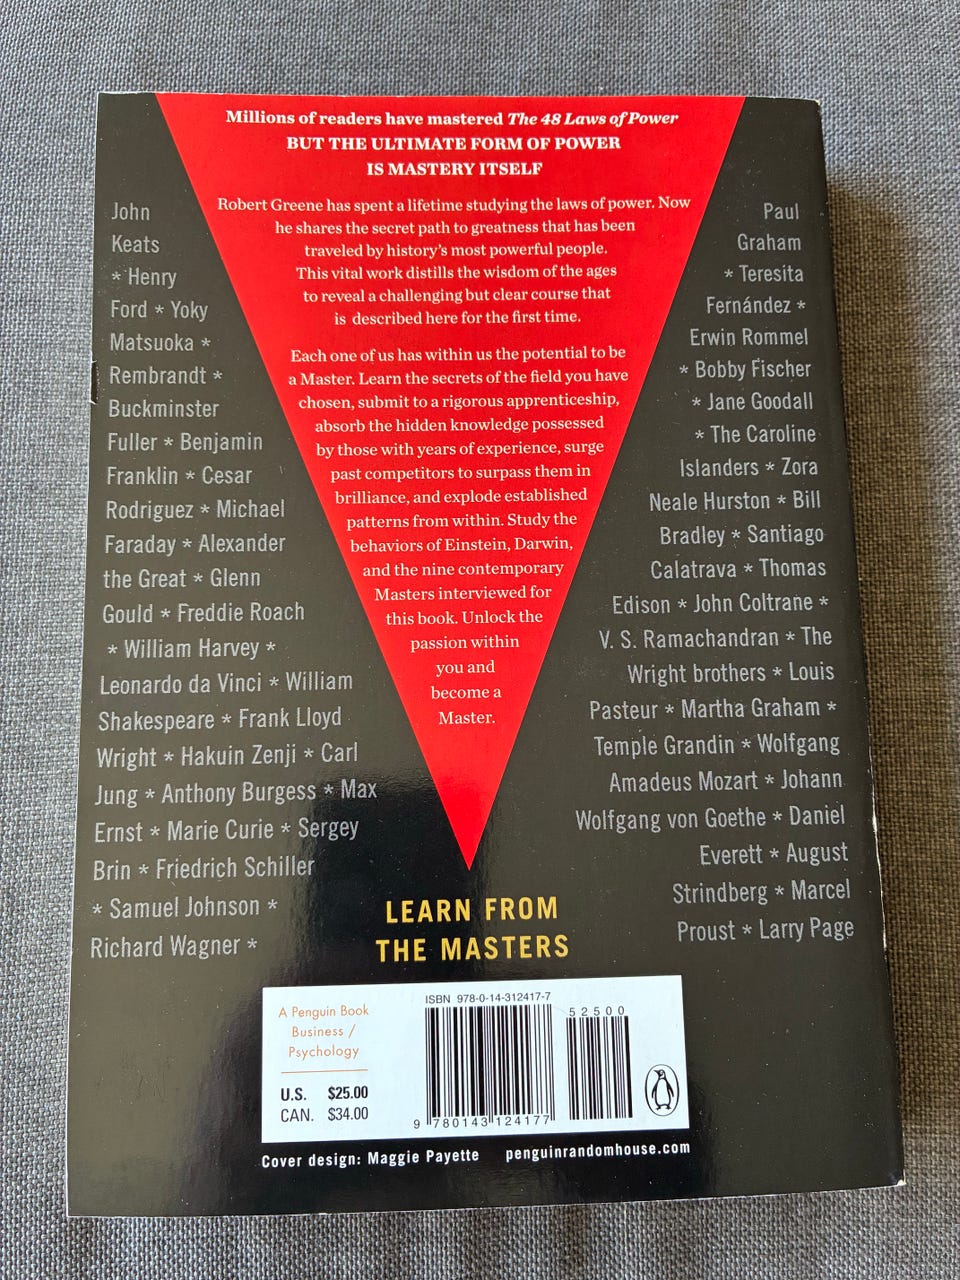 Millions of readers have mastered The 48 Laws of Power
BUT THE ULTIMATE FORM OF POWER
IS MASTERY ITSELF
Robert Greene has spent a lifetime studying the laws of power. Now
he shares the secret path to greatness that has been
traveled by history's most powerful people.
This vital work distills the wisdom of the ages
to reveal a challenging but clear course that
is described here for the first time.
Each one of us has within us the potential to be
a Master. Learn the secrets of the field you have
chosen, submit to a rigorous apprenticeship,
absorb the hidden knowledge possessed
by those with years of experience, surge
past competitors to surpass them in
brilliance, and explode established
patterns from within. Study the
behaviors of Einstein, Darwin,
and the nine contemporary
Masters interviewed for
this book. Unlock the
passion within
you and
become a
Master.
John
Keats
* Henry
Ford * Yoky
Matsuoka *
Rembrandt *
Buckminster
Fuller * Benjamin
Franklin * Cesar
Rodriguez * Michael
Faraday * Alexander
the Great * Glenn
Gould * Freddie Roach
* William Harvey *
Leonardo da Vinci * William
Shakespeare * Frank Lloyd
Wright * Hakuin Zenji * Carl
Jung * Anthony Burgess * Max
Ernst * Marie Curie * Sergey
Brin * Friedrich Schiller
* Samuel Johnson *
Richard Wagner *
Paul
Graham
* Teresita
Fernández *
Erwin Rommel
* Bobby Fischer
* Jane Goodall
* The Caroline
Islanders * Zora
Neale Hurston * Bill
Bradley * Santiago
Calatrava * Thomas
Edison * John Coltrane *
V. S. Ramachandran * The
Wright brothers * Louis
Pasteur * Martha Graham *
Temple Grandin * Wolfgang
Amadeus Mozart * Johann
Wolfgang von Goethe * Daniel
Everett * August
Strindberg * Marcel
Proust * Larry Page
LEARN FROM
THE MASTERS
A Penguin Book
Business /
Psychology
U.S. $25.00
CAN. $34.00
ISBN 978-0-14-312417-7
52500
9 780143 124177
Cover design: Maggie Payette penguinrandomhouse.com